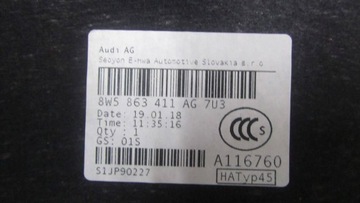 Audi AG
Seoyon E-hwa Automotive Slovakia s.r.o
8W5 863 411 AG 7U3
Date: 19.01.18
Time: 11:35:16
Qty : 1
GS: 01S
CCC S
A116760
S1JP90227
HATyp45